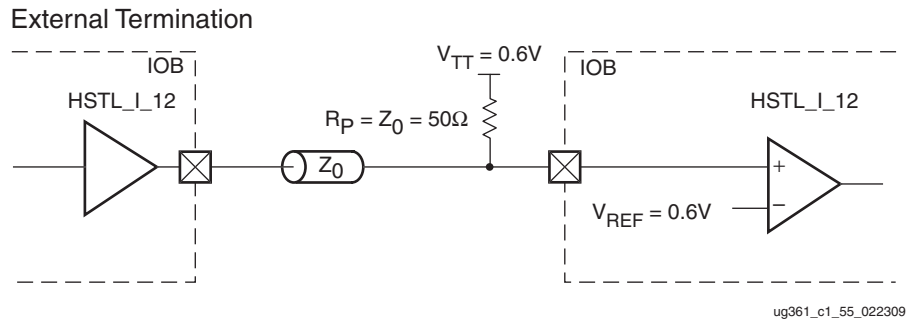 External Termination
IOB
HSTL_I_12
V_TT = 0.6V
R_P = Z_0 = 50Ω
Z_0
IOB
HSTL_I_12
+
–
V_REF = 0.6V
ug361_c1_55_022309